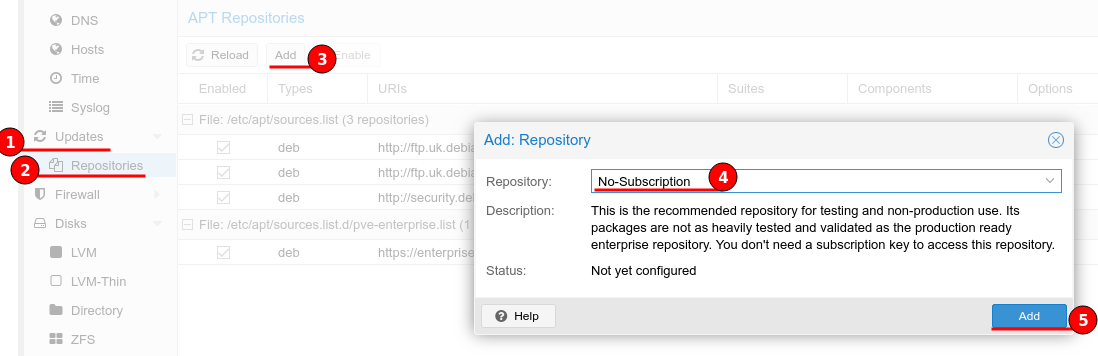 DNS
Hosts
Time
Syslog
1 Updates
2 Repositories
Firewall
Disks
LVM
LVM-Thin
Directory
ZFS
APT Repositories
Reload Add 3 Enable
Enabled Types URIs Suites Components Options
File: /etc/apt/sources.list (3 repositories)
deb http://ftp.uk.debia
deb http://ftp.uk.debia
deb http://security.de
File: /etc/apt/sources.list.d/pve-enterprise.list (1
deb https://enterprise
Add: Repository
Repository: No-Subscription 4
Description: This is the recommended repository for testing and non-production use. Its
packages are not as heavily tested and validated as the production ready
enterprise repository. You don't need a subscription key to access this repository.
Status: Not yet configured
Help Add 5